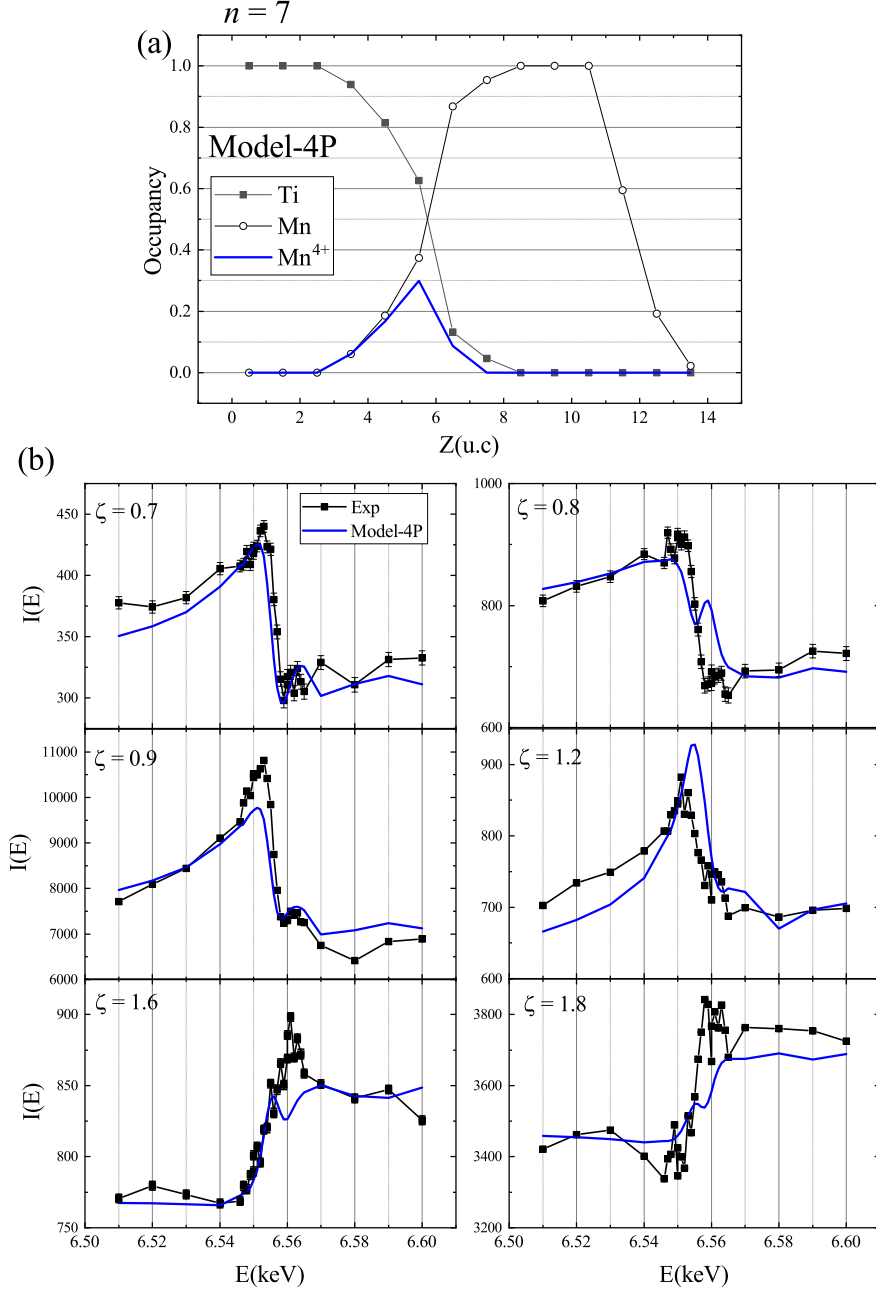 n = 7
(a)
1.0
0.8
0.6
0.4
0.2
0.0
Occupancy
Model-4P
Ti
Mn
Mn4+
0 2 4 6 8 10 12 14
Z(u.c)
(b)
ζ = 0.7
Exp
Model-4P
450
400
350
300
I(E)
ζ = 0.8
1000
800
600
ζ = 0.9
11000
10000
9000
8000
7000
6000
I(E)
ζ = 1.2
900
800
700
600
ζ = 1.6
900
850
800
750
I(E)
6.50 6.52 6.54 6.56 6.58 6.60
E(keV)
ζ = 1.8
3800
3600
3400
3200
6.50 6.52 6.54 6.56 6.58 6.60
E(keV)